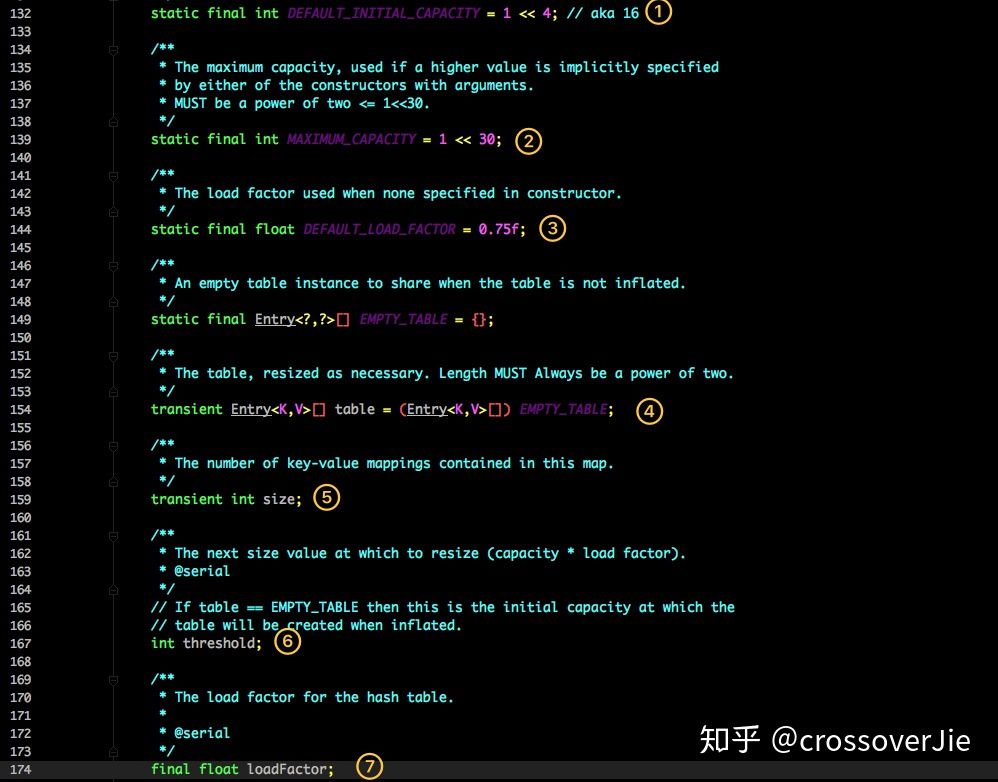 132 static final int DEFAULT_INITIAL_CAPACITY = 1 << 4; // aka 16 ①
133
134 /**
135 * The maximum capacity, used if a higher value is implicitly specified
136 * by either of the constructors with arguments.
137 * MUST be a power of two <= 1<<30.
138 */
139 static final int MAXIMUM_CAPACITY = 1 << 30; ②
140
141 /**
142 * The load factor used when none specified in constructor.
143 */
144 static final float DEFAULT_LOAD_FACTOR = 0.75f; ③
145
146 /**
147 * An empty table instance to share when the table is not inflated.
148 */
149 static final Entry<?,?>[] EMPTY_TABLE = {};
150
151 /**
152 * The table, resized as necessary. Length MUST Always be a power of two.
153 */
154 transient Entry<K,V>[] table = (Entry<K,V>[]) EMPTY_TABLE; ④
155
156 /**
157 * The number of key-value mappings contained in this map.
158 */
159 transient int size; ⑤
160
161 /**
162 * The next size value at which to resize (capacity * load factor).
163 * @serial
164 */
165 // If table == EMPTY_TABLE then this is the initial capacity at which the
166 // table will be created when inflated.
167 int threshold; ⑥
168
169 /**
170 * The load factor for the hash table.
171 *
172 * @serial
173 */
174 final float loadFactor; ⑦
知乎 @crossoverJie